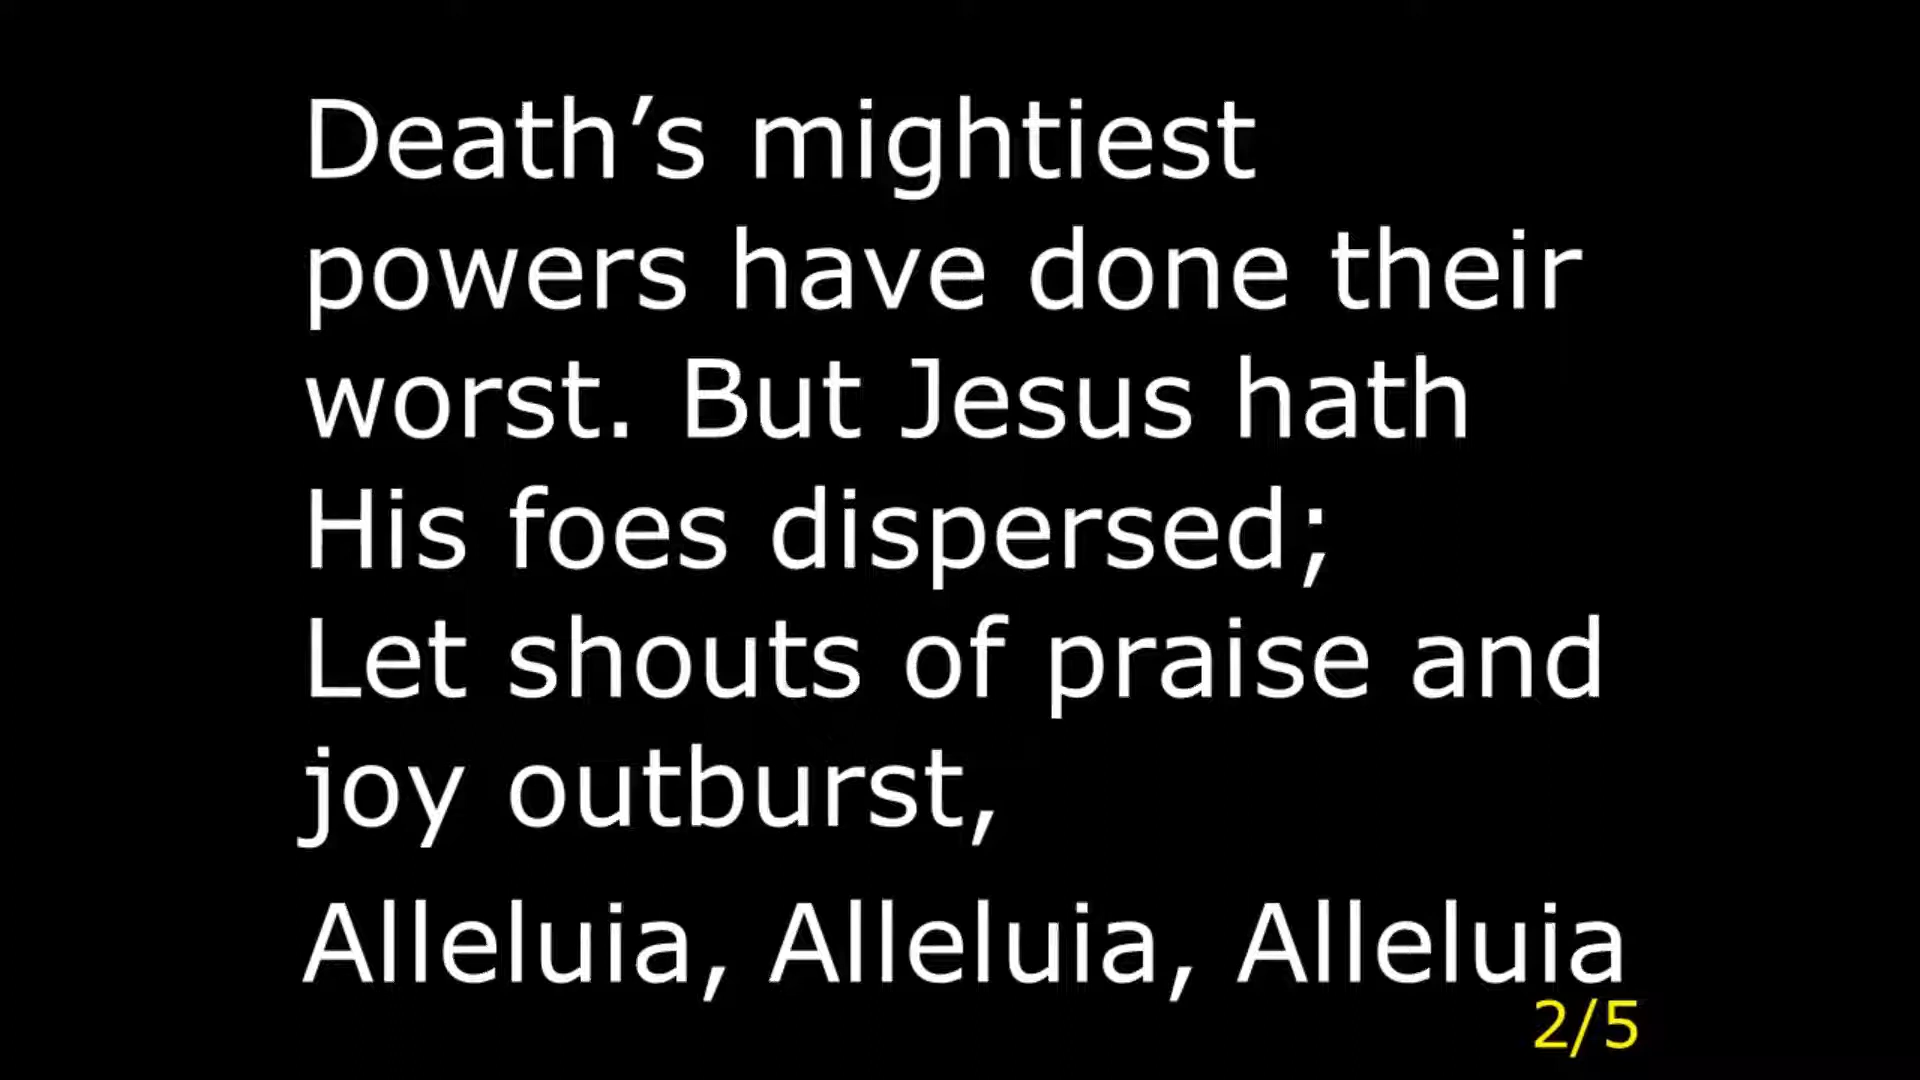 Death’s mightiest
powers have done their
worst. But Jesus hath
His foes dispersed;
Let shouts of praise and
joy outburst,
Alleluia, Alleluia, Alleluia
2/5